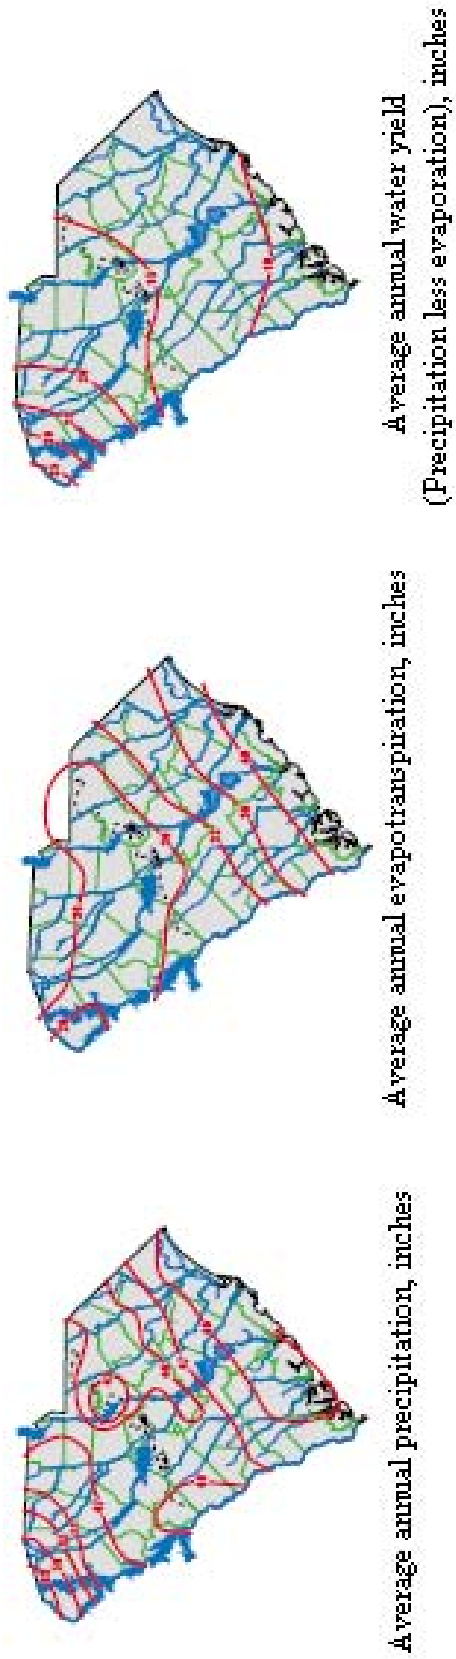 Average annual precipitation, inches
Average annual evapotranspiration, inches
Average annual water yield
(Precipitation less evaporation), inches